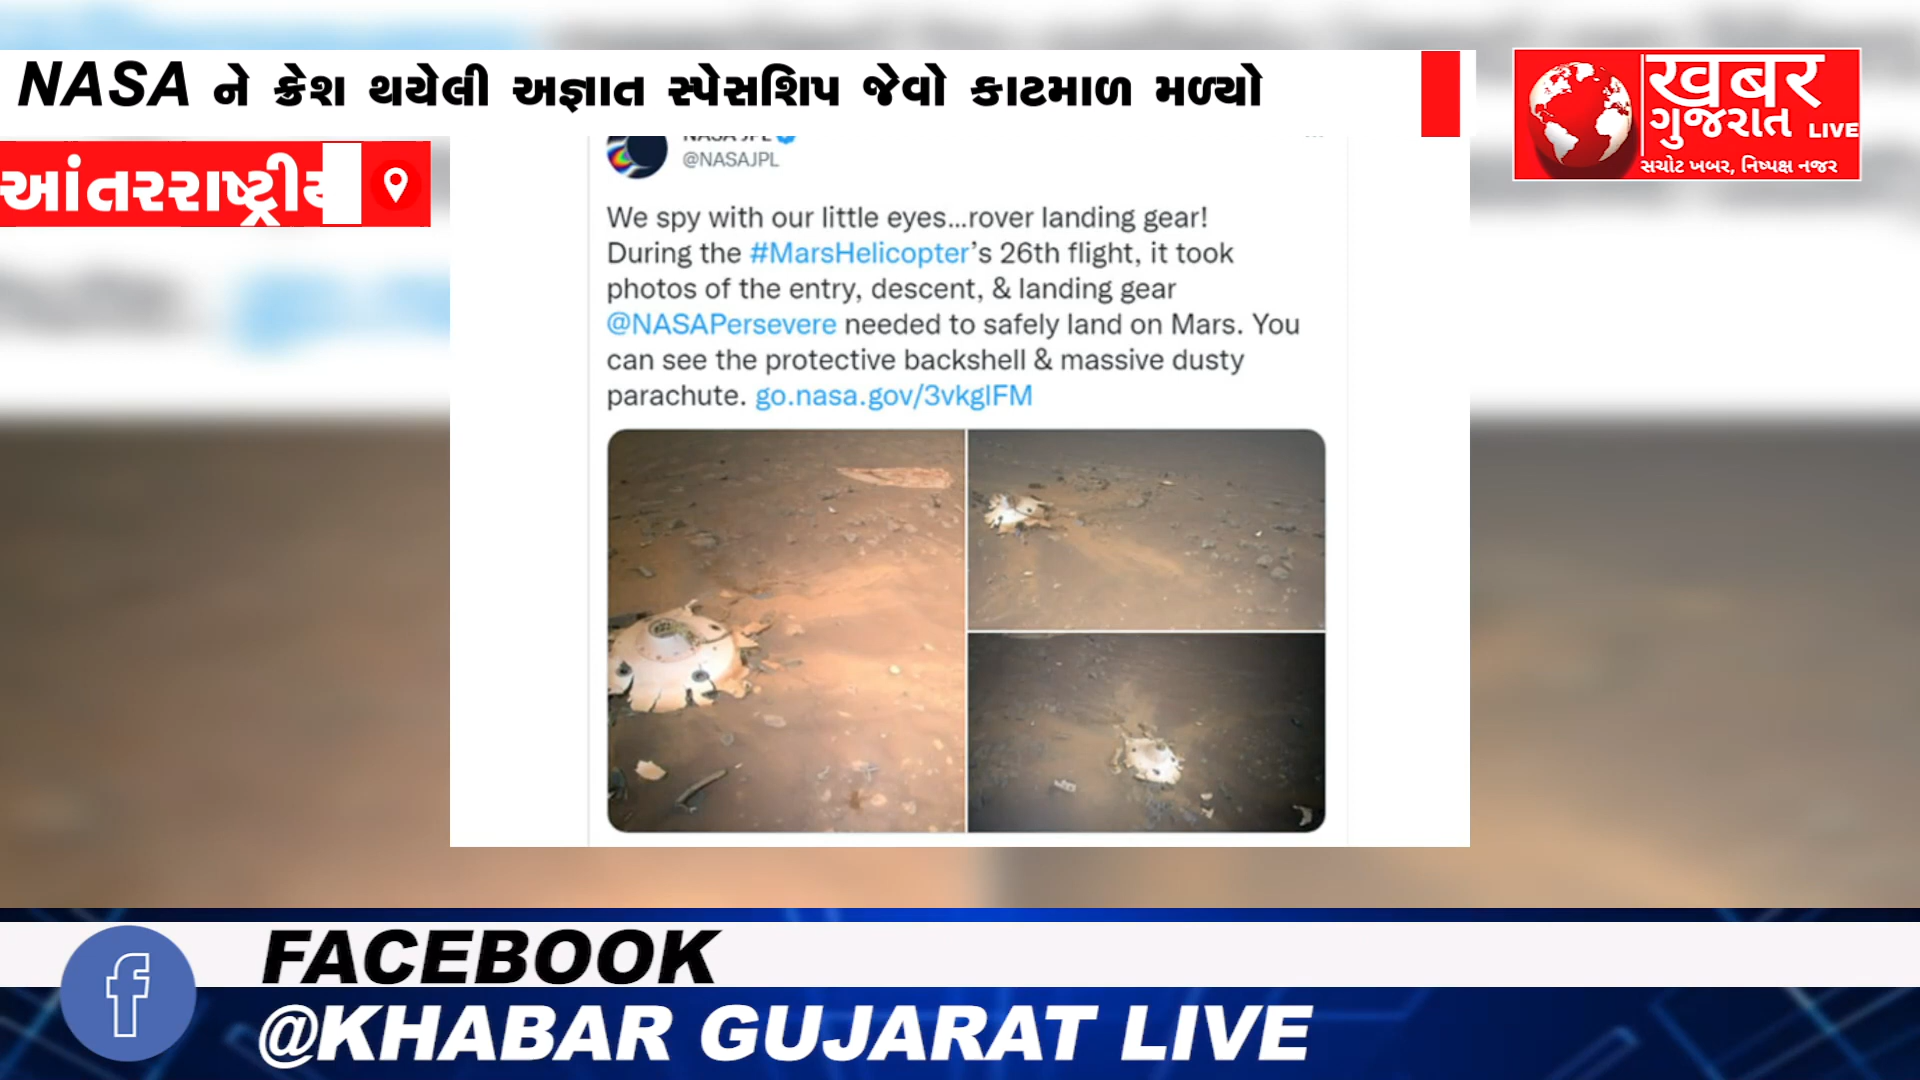 NASA ને ક્રેશ થયેલી અજ્ઞાત સ્પેસશિપ જેવો કાટમાળ મળ્યો
ખબર
ગુજરાત LIVE
સચોટ ખબર, નિષ્પક્ષ નજર
આંતરરાષ્ટ્રીય
NASA JPL
@NASAJPL
We spy with our little eyes...rover landing gear!
During the #MarsHelicopter’s 26th flight, it took
photos of the entry, descent, & landing gear
@NASAPersevere needed to safely land on Mars. You
can see the protective backshell & massive dusty
parachute. go.nasa.gov/3vkglFM
f
FACEBOOK
@KHABAR GUJARAT LIVE